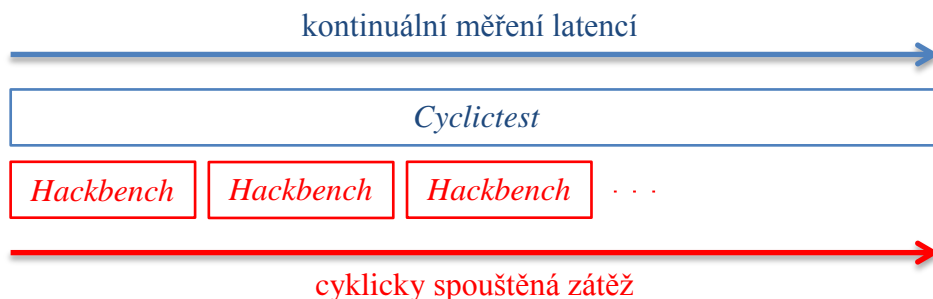 kontinuální měření latencí
Cyclictest
Hackbench Hackbench Hackbench . . .
cyklicky spouštěná zátěž